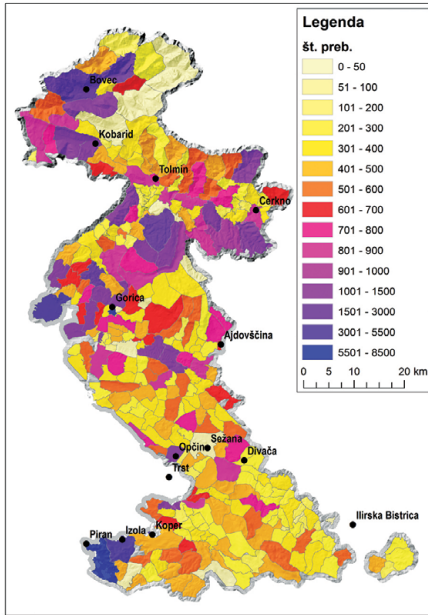 Legenda
št. preb.
0 - 50
51 - 100
101 - 200
201 - 300
301 - 400
401 - 500
501 - 600
601 - 700
701 - 800
801 - 900
901 - 1000
1001 - 1500
1501 - 3000
3001 - 5500
5501 - 8500
0 5 10 20 km
Bovec
Kobarid
Tolmin
Cerkno
Gorica
Ajdovščina
Sežana
Opčine
Divača
Trst
Ilirska Bistrica
Koper
Izola
Piran